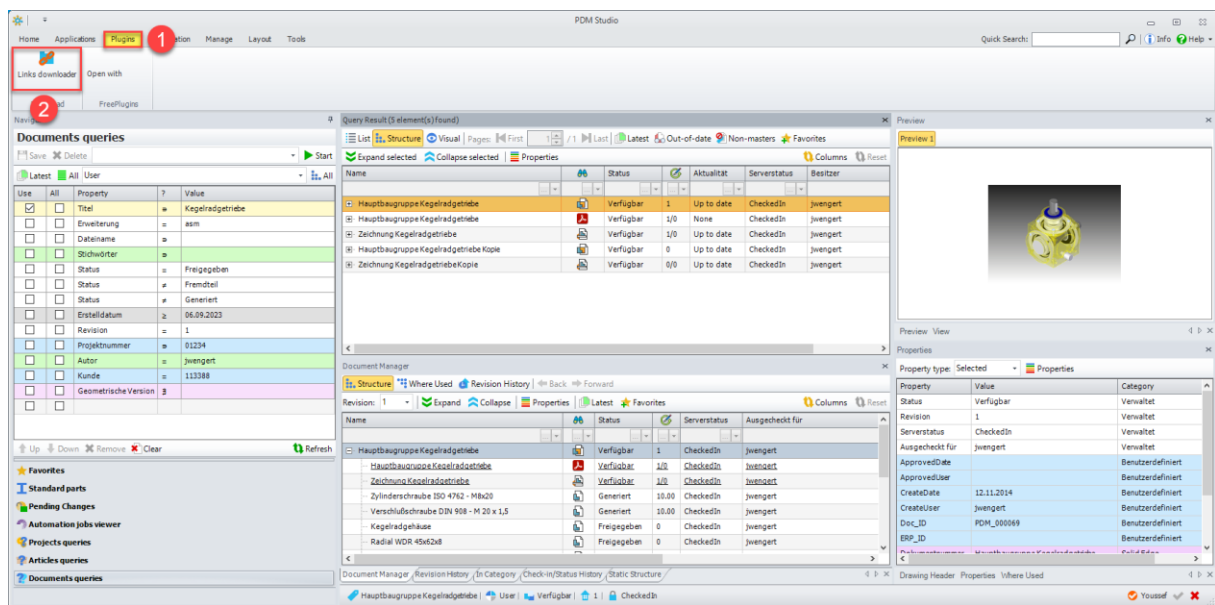 PDM Studio
Home Applications Plugins 1 Manage Layout Tools Quick Search: Info Help
Links downloader Open with
2 FreePlugins
Query Result (5 element(s) found) Preview
Documents queries List Structure Visual Pages: First 1 /1 Last Latest Out-of-date Non-masters Favorites Preview 1
Save Delete Start Expand selected Collapse selected Properties Columns Reset
Latest All User All Name Status Aktualität Serverstatus Besitzer
Use All Property ? Value
Titel Kegelradgetriebe Hauptbaugruppe Kegelradgetriebe Verfügbar 1 Up to date CheckedIn jwengert
Erweiterung = asm Hauptbaugruppe Kegelradgetriebe Verfügbar 1/0 None CheckedIn jwengert
Dateiname Zeichnung Kegelradgetriebe Verfügbar 1/0 Up to date CheckedIn jwengert
Stichwörter Hauptbaugruppe Kegelradgetriebe Kopie Verfügbar 0 Up to date CheckedIn jwengert
Status = Freigegeben Zeichnung KegelradgetriebeKopie Verfügbar 0/0 Up to date CheckedIn jwengert
Status ≠ Fremdteil
Status ≠ Generiert
Erstelldatum ≥ 06.09.2023
Revision = 1 Preview View
Projektnummer 01234 Properties
Autor = jwengert Document Manager Property type: Selected Properties
Kunde = 113388 Structure Where Used Revision History Back Forward Property Value Category
Geometrische Version Revision: 1 Expand Collapse Properties Latest Favorites Columns Reset Status Verfügbar Verwaltet
Name Status Serverstatus Ausgecheckt für Revision 1 Verwaltet
Serverstatus CheckedIn Verwaltet
Up Down Remove Clear Refresh Hauptbaugruppe Kegelradgetriebe Verfügbar 1 CheckedIn jwengert Ausgecheckt für jwengert Verwaltet
Favorites Hauptbaugruppe Kegelradgetriebe Verfügbar 1/0 CheckedIn jwengert ApprovedDate Benutzerdefiniert
Standard parts Zeichnung Kegelradgetriebe Verfügbar 1/0 CheckedIn jwengert ApprovedUser Benutzerdefiniert
Pending Changes Zylinderschraube ISO 4762 - M8x20 Generiert 10.00 CheckedIn jwengert CreateDate 12.11.2014 Benutzerdefiniert
Automation jobs viewer Verschlußschraube DIN 908 - M 20 x 1,5 Generiert 10.00 CheckedIn jwengert CreateUser jwengert Benutzerdefiniert
Projects queries Kegelradgehäuse Freigegeben 0 CheckedIn jwengert Doc_ID PDM_000069 Benutzerdefiniert
Articles queries Radial WDR 45x62x8 Freigegeben 0 CheckedIn jwengert ERP_ID Benutzerdefiniert
Documents queries Document Manager Revision History In Category Check-in/Status History Static Structure Drawing Header Properties Where Used
Hauptbaugruppe Kegelradgetriebe User Verfügbar 1 CheckedIn Youssef